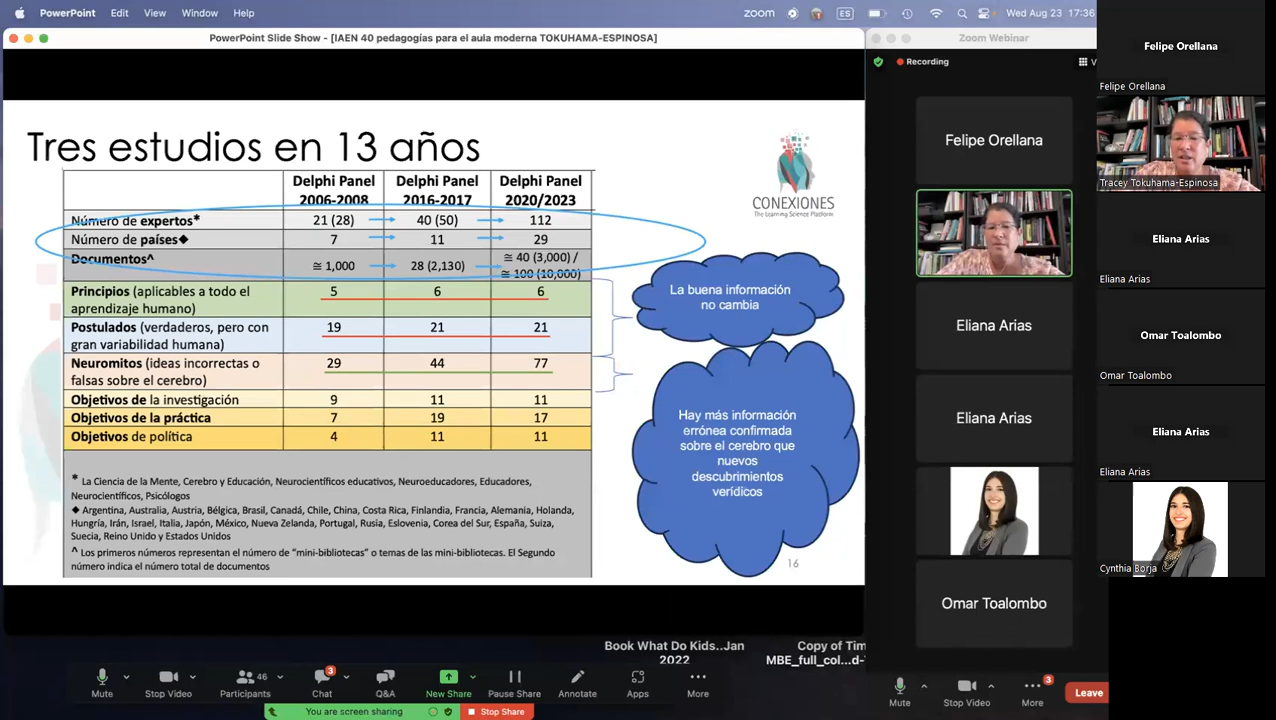 PowerPoint Edit View Window Help
zoom ES Wed Aug 23 17:36
PowerPoint Slide Show - [IAEN 40 pedagogías para el aula moderna TOKUHAMA-ESPINOSA]
Tres estudios en 13 años
CONEXIONES
The Learning Science Platform
Delphi Panel 2006-2008 Delphi Panel 2016-2017 Delphi Panel 2020/2023
Número de expertos* 21 (28) 40 (50) 112
Número de países◆ 7 11 29
Documentos^ ≅ 1,000 28 (2,130) ≅ 40 (3,000) / ≅ 100 (10,000)
Principios (aplicables a todo el 5 6 6
aprendizaje humano)
Postulados (verdaderos, pero con 19 21 21
gran variabilidad humana)
Neuromitos (ideas incorrectas o 29 44 77
falsas sobre el cerebro)
Objetivos de la investigación 9 11 11
Objetivos de la práctica 7 19 17
Objetivos de política 4 11 11
* La Ciencia de la Mente, Cerebro y Educación, Neurocientíficos educativos, Neuroeducadores, Educadores,
Neurocientíficos, Psicólogos
◆ Argentina, Australia, Austria, Bélgica, Brasil, Canadá, Chile, China, Costa Rica, Finlandia, Francia, Alemania, Holanda,
Hungría, Irán, Israel, Italia, Japón, México, Nueva Zelanda, Portugal, Rusia, Eslovenia, Corea del Sur, España, Suiza,
Suecia, Reino Unido y Estados Unidos
^ Los primeros números representan el número de “mini-bibliotecas” o temas de las mini-bibliotecas. El Segundo
número indica el número total de documentos
La buena información
no cambia
Hay más información
errónea confirmada
sobre el cerebro que
nuevos
descubrimientos
verídicos
16
Book What Do Kids..Jan
2022
Copy of Tim
MBE_full_col...d-
Mute Stop Video 46 Participants 3 Chat Q&A New Share Pause Share Annotate Apps More
You are screen sharing Stop Share
Zoom Webinar
Recording
Felipe Orellana
Eliana Arias
Eliana Arias
Omar Toalombo
Mute Stop Video 3 More Leave
Felipe Orellana
Felipe Orellana
Tracey Tokuhama-Espinosa
Eliana Arias
Eliana Arias
Omar Toalombo
Omar Toalombo
Eliana Arias
Eliana Arias
Cynthia Borja